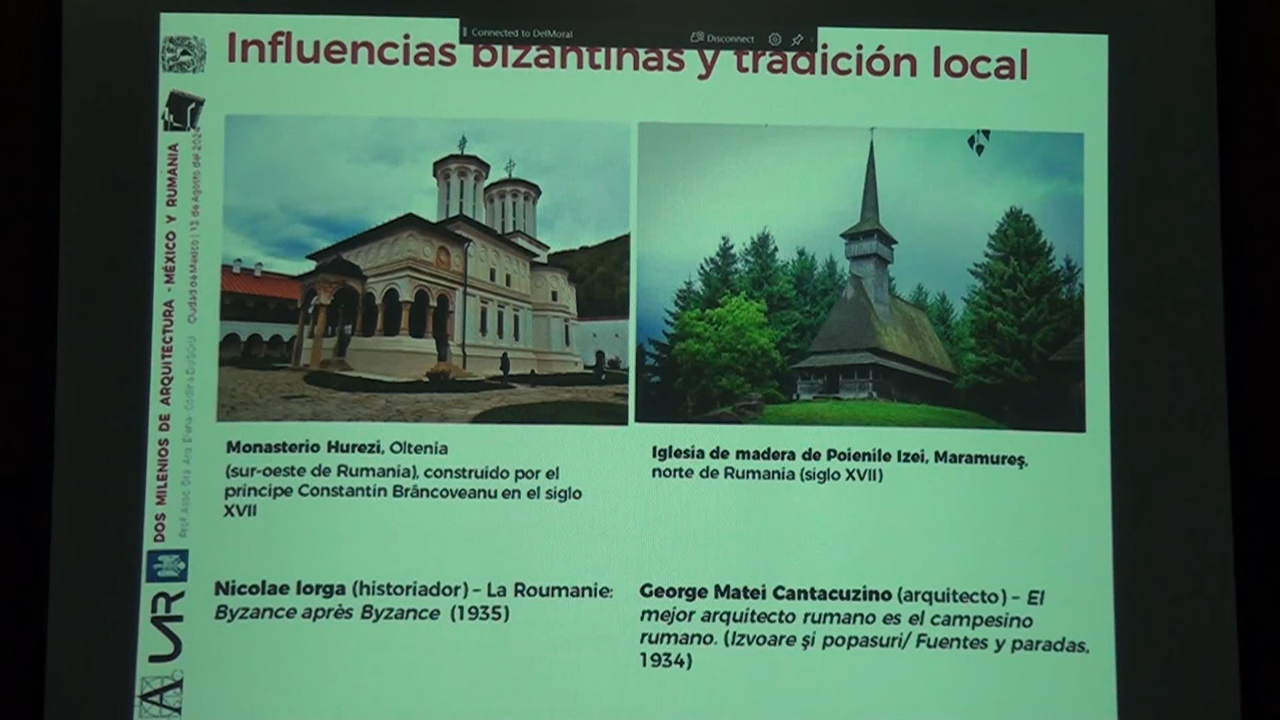 Connected to DelMoral
Disconnect
Influencias bizantinas y tradición local
DOS MILENIOS DE ARQUITECTURA - MÉXICO Y RUMANIA
Monasterio Hurezi, Oltenia
(sur-oeste de Rumania), construido por el
principe Constantin Brâncoveanu en el siglo
XVII
Iglesia de madera de Poienile Izei, Maramureş,
norte de Rumania (siglo XVII)
Nicolae Iorga (historiador) – La Roumanie:
Byzance après Byzance (1935)
George Matei Cantacuzino (arquitecto) – El
mejor arquitecto rumano es el campesino
rumano. (Izvoare şi popasuri/ Fuentes y paradas,
1934)